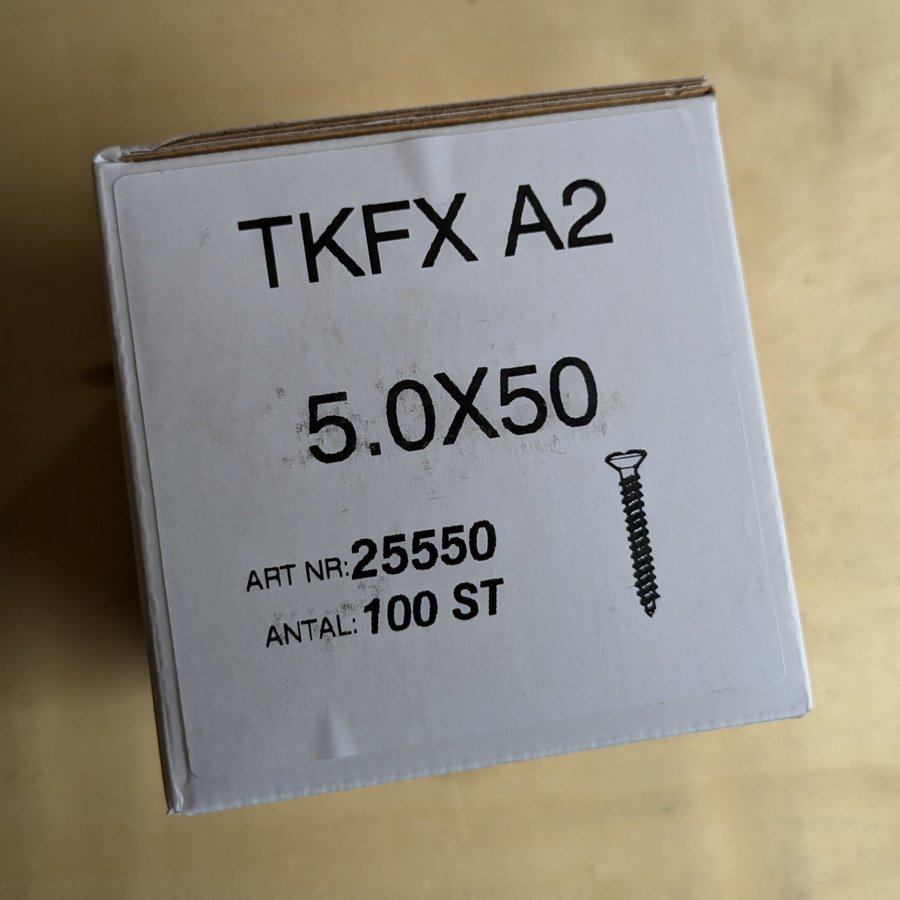 TKFX A2
5.0X50
ART NR:25550
ANTAL:100 ST